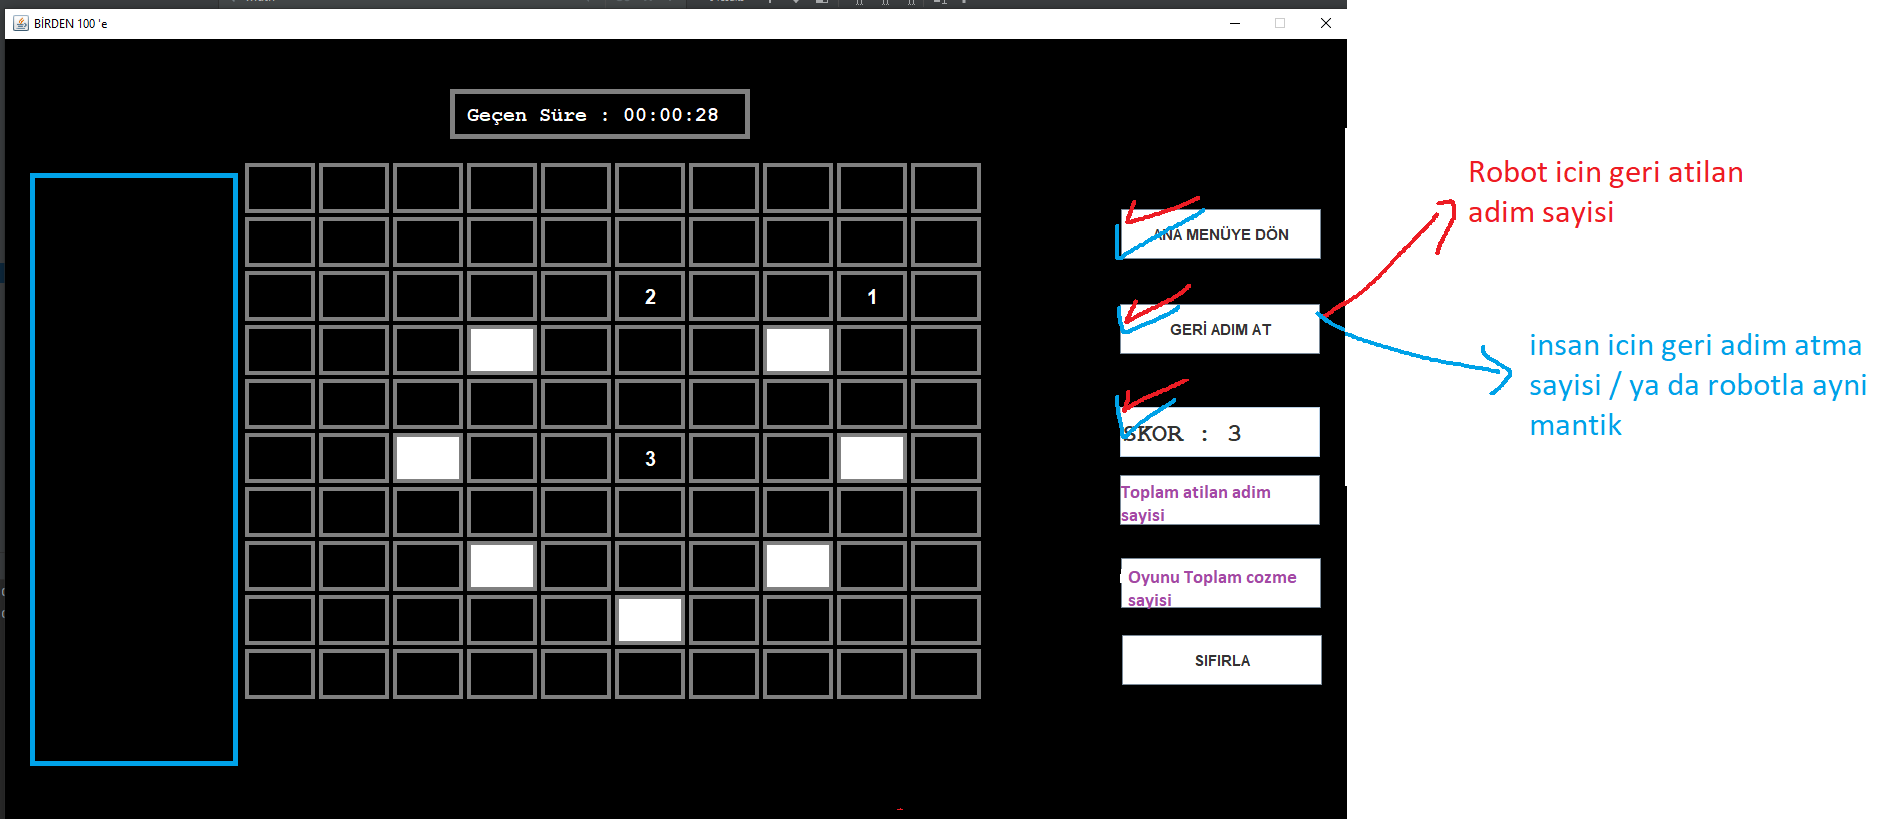 BİRDEN 100 'e
Geçen Süre : 00:00:28
2
1
3
ANA MENÜYE DÖN
GERİ ADIM AT
SKOR : 3
Toplam atilan adim
sayisi
Oyunu Toplam cozme
sayisi
SIFIRLA
Robot icin geri atilan
adim sayisi
insan icin geri adim atma
sayisi / ya da robotla ayni
mantik